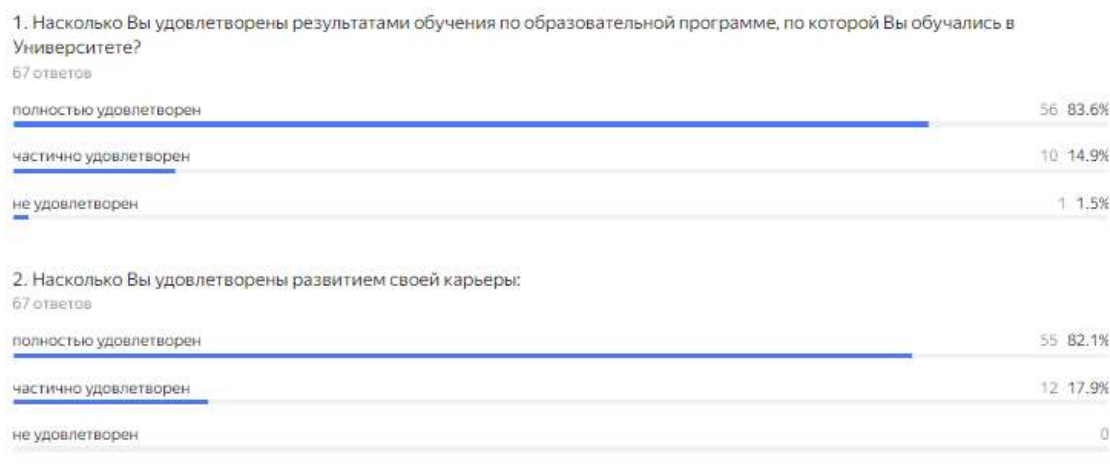 1. Насколько Вы удовлетворены результатами обучения по образовательной программе, по которой Вы обучались в
Университете?
67 ответов
полностью удовлетворен 56 83.6%
частично удовлетворен 10 14.9%
не удовлетворен 1 1.5%
2. Насколько Вы удовлетворены развитием своей карьеры:
67 ответов
полностью удовлетворен 55 82.1%
частично удовлетворен 12 17.9%
не удовлетворен 0